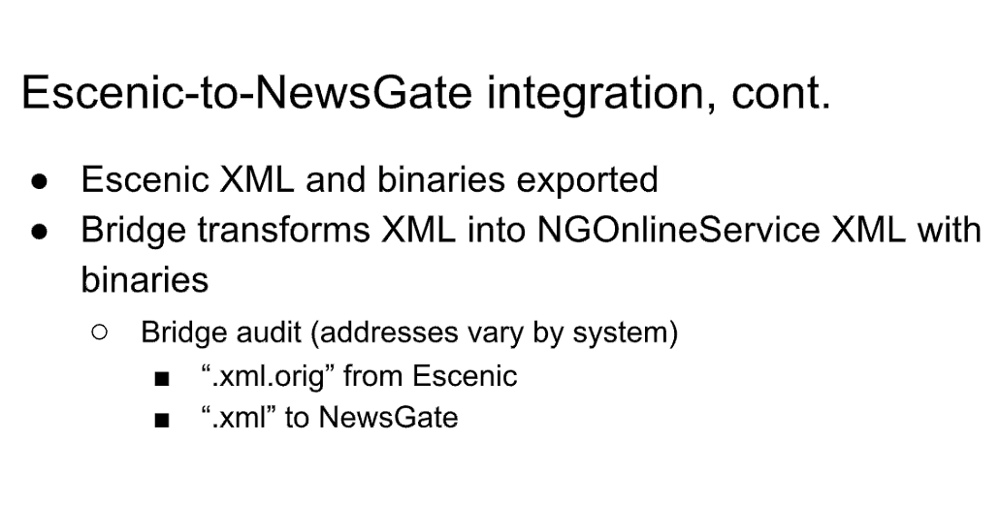 Escenic-to-NewsGate integration, cont.
● Escenic XML and binaries exported
● Bridge transforms XML into NGOnlineService XML with
binaries
○ Bridge audit (addresses vary by system)
■ “.xml.orig” from Escenic
■ “.xml” to NewsGate